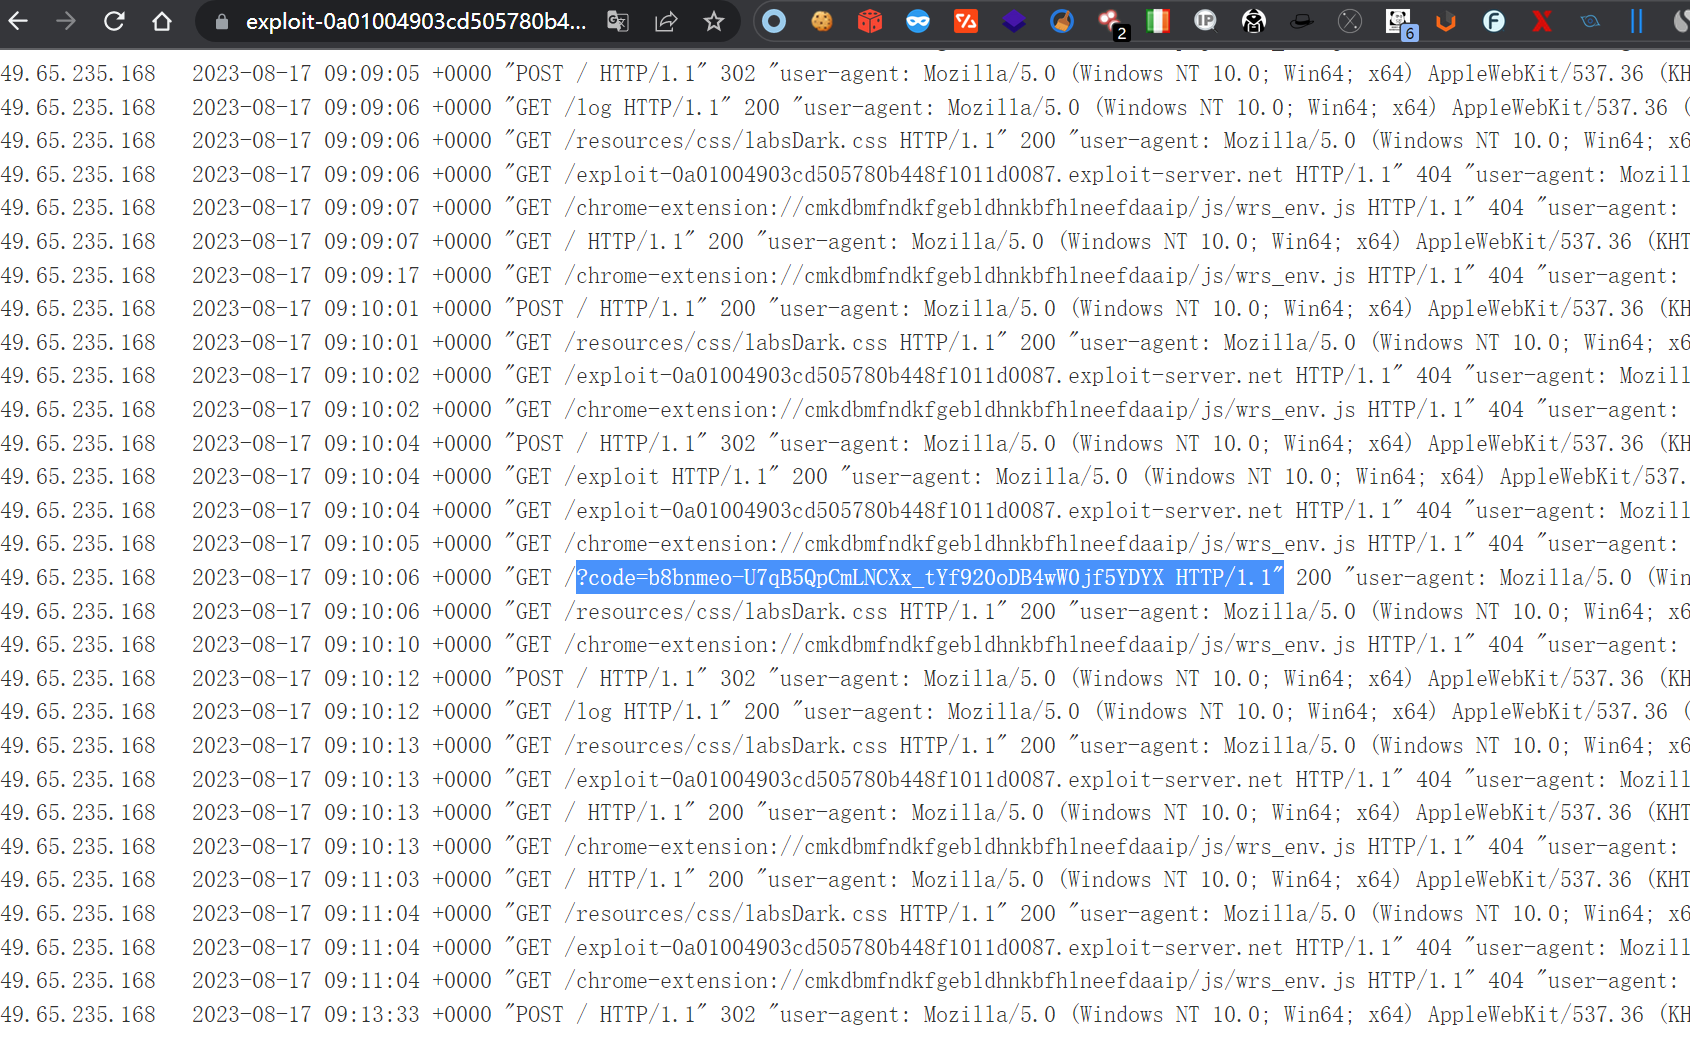 exploit-0a01004903cd505780b4...
2
6
49.65.235.168 2023-08-17 09:09:05 +0000 "POST / HTTP/1.1" 302 "user-agent: Mozilla/5.0 (Windows NT 10.0; Win64; x64) AppleWebKit/537.36 (KH
49.65.235.168 2023-08-17 09:09:06 +0000 "GET /log HTTP/1.1" 200 "user-agent: Mozilla/5.0 (Windows NT 10.0; Win64; x64) AppleWebKit/537.36 (
49.65.235.168 2023-08-17 09:09:06 +0000 "GET /resources/css/labsDark.css HTTP/1.1" 200 "user-agent: Mozilla/5.0 (Windows NT 10.0; Win64; x6
49.65.235.168 2023-08-17 09:09:06 +0000 "GET /exploit-0a01004903cd505780b448f1011d0087.exploit-server.net HTTP/1.1" 404 "user-agent: Mozill
49.65.235.168 2023-08-17 09:09:07 +0000 "GET /chrome-extension://cmkdbmfndkfgebldhnkbfhlneefdaaip/js/wrs_env.js HTTP/1.1" 404 "user-agent:
49.65.235.168 2023-08-17 09:09:07 +0000 "GET / HTTP/1.1" 200 "user-agent: Mozilla/5.0 (Windows NT 10.0; Win64; x64) AppleWebKit/537.36 (KHT
49.65.235.168 2023-08-17 09:09:17 +0000 "GET /chrome-extension://cmkdbmfndkfgebldhnkbfhlneefdaaip/js/wrs_env.js HTTP/1.1" 404 "user-agent:
49.65.235.168 2023-08-17 09:10:01 +0000 "POST / HTTP/1.1" 200 "user-agent: Mozilla/5.0 (Windows NT 10.0; Win64; x64) AppleWebKit/537.36 (KH
49.65.235.168 2023-08-17 09:10:01 +0000 "GET /resources/css/labsDark.css HTTP/1.1" 200 "user-agent: Mozilla/5.0 (Windows NT 10.0; Win64; x6
49.65.235.168 2023-08-17 09:10:02 +0000 "GET /exploit-0a01004903cd505780b448f1011d0087.exploit-server.net HTTP/1.1" 404 "user-agent: Mozill
49.65.235.168 2023-08-17 09:10:02 +0000 "GET /chrome-extension://cmkdbmfndkfgebldhnkbfhlneefdaaip/js/wrs_env.js HTTP/1.1" 404 "user-agent:
49.65.235.168 2023-08-17 09:10:04 +0000 "POST / HTTP/1.1" 302 "user-agent: Mozilla/5.0 (Windows NT 10.0; Win64; x64) AppleWebKit/537.36 (KH
49.65.235.168 2023-08-17 09:10:04 +0000 "GET /exploit HTTP/1.1" 200 "user-agent: Mozilla/5.0 (Windows NT 10.0; Win64; x64) AppleWebKit/537.
49.65.235.168 2023-08-17 09:10:04 +0000 "GET /exploit-0a01004903cd505780b448f1011d0087.exploit-server.net HTTP/1.1" 404 "user-agent: Mozill
49.65.235.168 2023-08-17 09:10:05 +0000 "GET /chrome-extension://cmkdbmfndkfgebldhnkbfhlneefdaaip/js/wrs_env.js HTTP/1.1" 404 "user-agent:
49.65.235.168 2023-08-17 09:10:06 +0000 "GET /?code=b8bnmeo-U7qB5QpCmLNCXx_tYf920oDB4wW0jf5YDYX HTTP/1.1" 200 "user-agent: Mozilla/5.0 (Win
49.65.235.168 2023-08-17 09:10:06 +0000 "GET /resources/css/labsDark.css HTTP/1.1" 200 "user-agent: Mozilla/5.0 (Windows NT 10.0; Win64; x6
49.65.235.168 2023-08-17 09:10:10 +0000 "GET /chrome-extension://cmkdbmfndkfgebldhnkbfhlneefdaaip/js/wrs_env.js HTTP/1.1" 404 "user-agent:
49.65.235.168 2023-08-17 09:10:12 +0000 "POST / HTTP/1.1" 302 "user-agent: Mozilla/5.0 (Windows NT 10.0; Win64; x64) AppleWebKit/537.36 (KH
49.65.235.168 2023-08-17 09:10:12 +0000 "GET /log HTTP/1.1" 200 "user-agent: Mozilla/5.0 (Windows NT 10.0; Win64; x64) AppleWebKit/537.36 (
49.65.235.168 2023-08-17 09:10:13 +0000 "GET /resources/css/labsDark.css HTTP/1.1" 200 "user-agent: Mozilla/5.0 (Windows NT 10.0; Win64; x6
49.65.235.168 2023-08-17 09:10:13 +0000 "GET /exploit-0a01004903cd505780b448f1011d0087.exploit-server.net HTTP/1.1" 404 "user-agent: Mozill
49.65.235.168 2023-08-17 09:10:13 +0000 "GET / HTTP/1.1" 200 "user-agent: Mozilla/5.0 (Windows NT 10.0; Win64; x64) AppleWebKit/537.36 (KHT
49.65.235.168 2023-08-17 09:10:13 +0000 "GET /chrome-extension://cmkdbmfndkfgebldhnkbfhlneefdaaip/js/wrs_env.js HTTP/1.1" 404 "user-agent:
49.65.235.168 2023-08-17 09:11:03 +0000 "GET / HTTP/1.1" 200 "user-agent: Mozilla/5.0 (Windows NT 10.0; Win64; x64) AppleWebKit/537.36 (KHT
49.65.235.168 2023-08-17 09:11:04 +0000 "GET /resources/css/labsDark.css HTTP/1.1" 200 "user-agent: Mozilla/5.0 (Windows NT 10.0; Win64; x6
49.65.235.168 2023-08-17 09:11:04 +0000 "GET /exploit-0a01004903cd505780b448f1011d0087.exploit-server.net HTTP/1.1" 404 "user-agent: Mozill
49.65.235.168 2023-08-17 09:11:04 +0000 "GET /chrome-extension://cmkdbmfndkfgebldhnkbfhlneefdaaip/js/wrs_env.js HTTP/1.1" 404 "user-agent:
49.65.235.168 2023-08-17 09:13:33 +0000 "POST / HTTP/1.1" 302 "user-agent: Mozilla/5.0 (Windows NT 10.0; Win64; x64) AppleWebKit/537.36 (KH